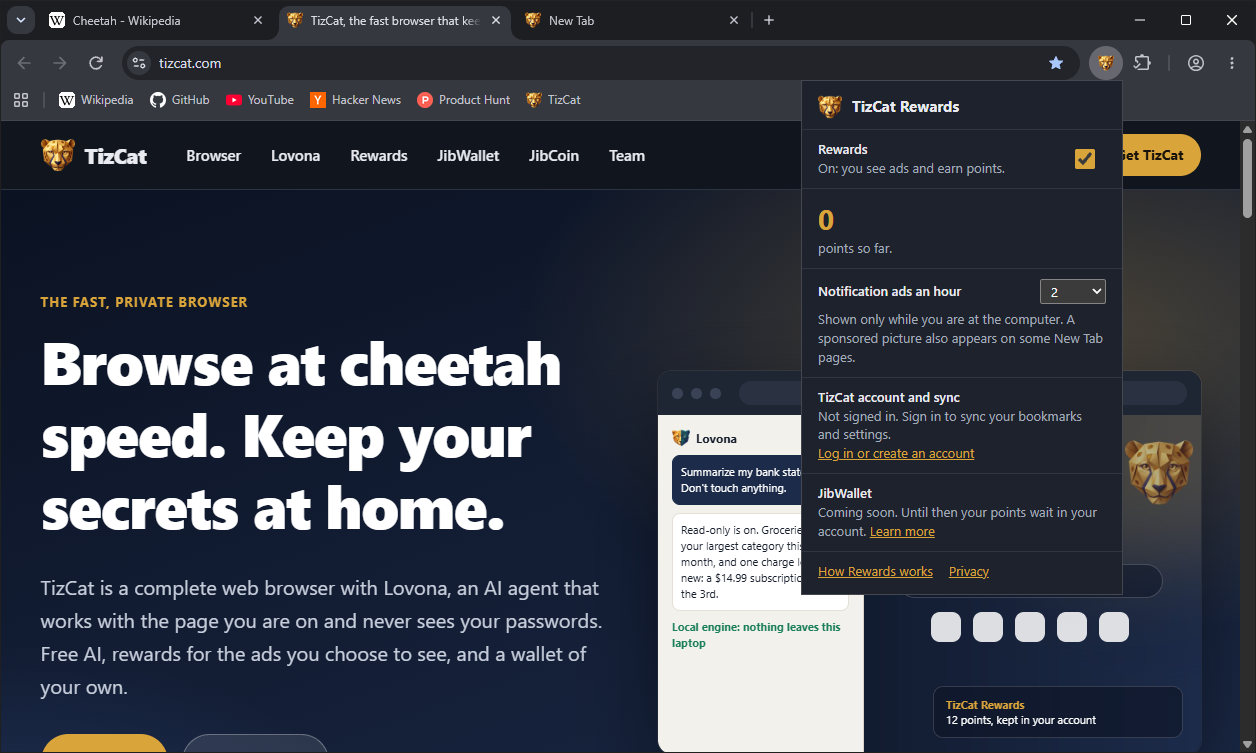 Cheetah - Wikipedia
TizCat, the fast browser that kee
New Tab
tizcat.com
Wikipedia
GitHub
YouTube
Hacker News
Product Hunt
TizCat
TizCat
Browser
Lovona
Rewards
JibWallet
JibCoin
Team
Get TizCat
THE FAST, PRIVATE BROWSER
Browse at cheetah
speed. Keep your
secrets at home.
TizCat is a complete web browser with Lovona, an AI agent that
works with the page you are on and never sees your passwords.
Free AI, rewards for the ads you choose to see, and a wallet of
your own.
Lovona
Summarize my bank
Don't touch anything.
Read-only is on.
your largest category
month, and one charge
new: a $14.99
the 3rd.
Local engine: nothing leaves this
laptop
TizCat Rewards
12 points, kept in your account
TizCat Rewards
Rewards
On: you see ads and earn points.
0
points so far.
Notification ads an hour
2
Shown only while you are at the computer. A
sponsored picture also appears on some New Tab
pages.
TizCat account and sync
Not signed in. Sign in to sync your bookmarks
and settings.
Log in or create an account
JibWallet
Coming soon. Until then your points wait in your
account. Learn more
How Rewards works
Privacy